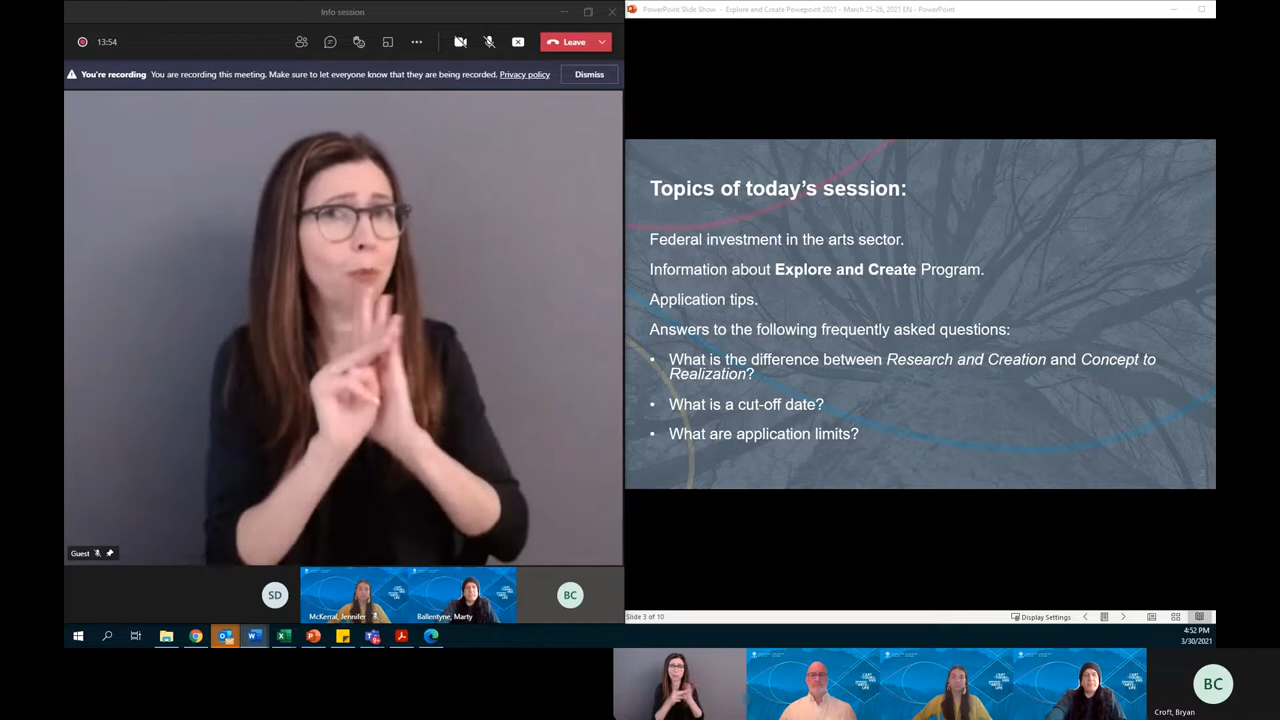 Info session
PowerPoint Slide Show - Explore and Create Powepoint 2021 - March 25-26, 2021 EN - PowerPoint
13:54
Leave
You're recording You are recording this meeting. Make sure to let everyone know that they are being recorded. Privacy policy
Dismiss
Topics of today's session:
Federal investment in the arts sector.
Information about Explore and Create Program.
Application tips.
Answers to the following frequently asked questions:
• What is the difference between Research and Creation and Concept to
Realization?
• What is a cut-off date?
• What are application limits?
3
Guest
SD
McKerral, Jennifer
Ballentyne, Marty
BC
Slide 3 of 10
Display Settings
4:52 PM
3/30/2021
BC
Croft, Bryan